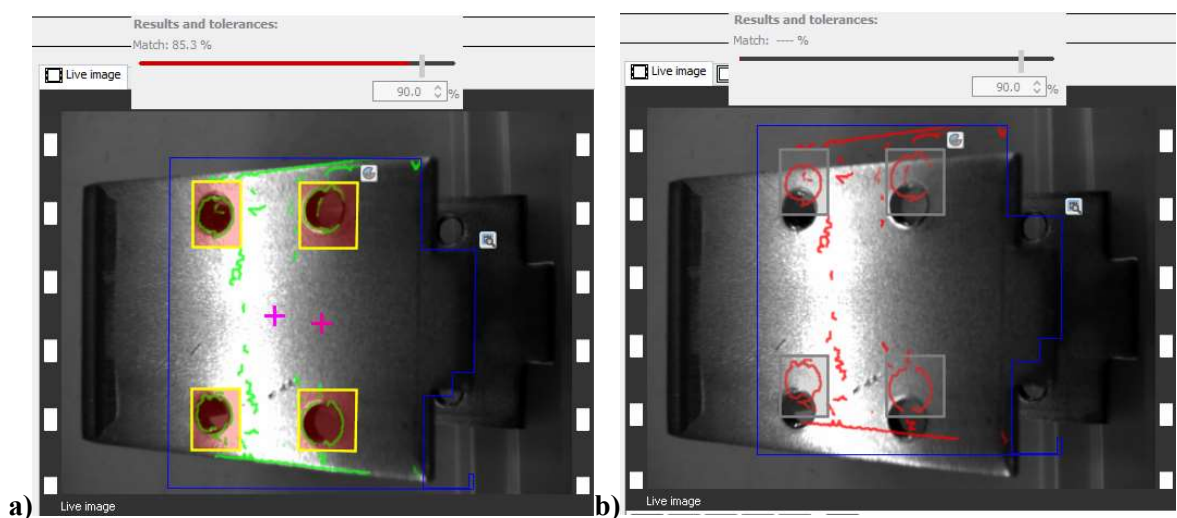 Results and tolerances:
Match: 85.3 %
Live image
90.0 %
Live image
a)
Results and tolerances:
Match: ---- %
Live image
90.0 %
Live image
b)